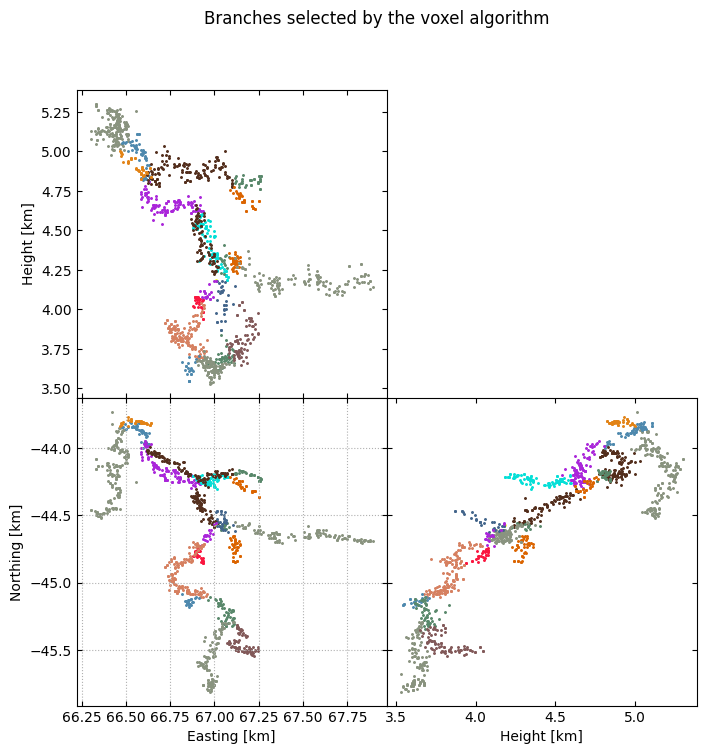 Branches selected by the voxel algorithm
5.25
5.00
4.75
4.50
4.25
4.00
3.75
3.50
Height [km]
−44.0
−44.5
−45.0
−45.5
Northing [km]
66.25 66.50 66.75 67.00 67.25 67.50 67.75
Easting [km]
3.5 4.0 4.5 5.0
Height [km]